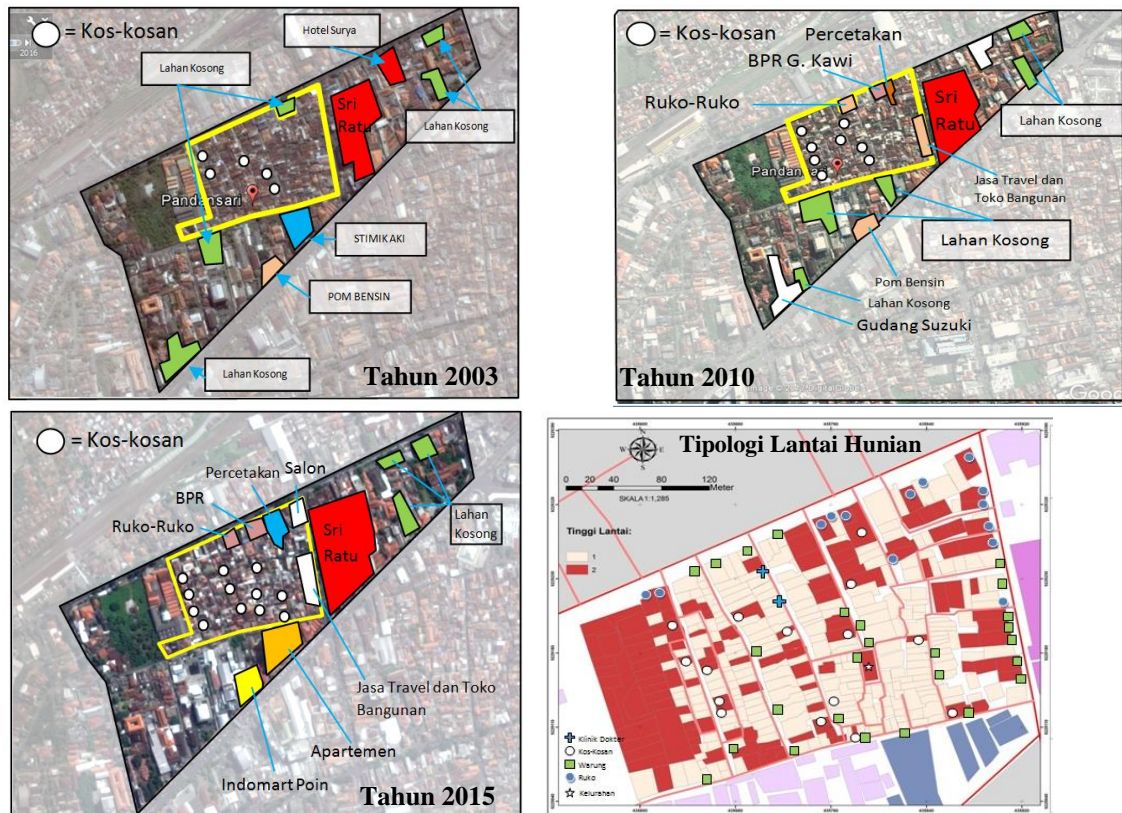 = Kos-kosan
2016
Hotel Surya
Lahan Kosong
Sri
Ratu
Lahan Kosong
Pandansari
STIMIK AKI
POM BENSIN
Lahan Kosong
Tahun 2003
= Kos-kosan
Percetakan
BPR G. Kawi
Ruko-Ruko
Sri
Ratu
Lahan Kosong
Jasa Travel dan
Toko Bangunan
Lahan Kosong
Pom Bensin
Lahan Kosong
Gudang Suzuki
Tahun 2010
= Kos-kosan
Percetakan
Salon
BPR
Ruko-Ruko
Sri
Ratu
Lahan
Kosong
Jasa Travel dan Toko
Bangunan
Apartemen
Indomart Poin
Tahun 2015
Tipologi Lantai Hunian
N
W E
S
0 20 40 80 120
Meter
SKALA 1:1,285
Tinggi Lantai:
1
2
Klinik Dokter
Kos-Kosan
Warung
Ruko
Kelurahan